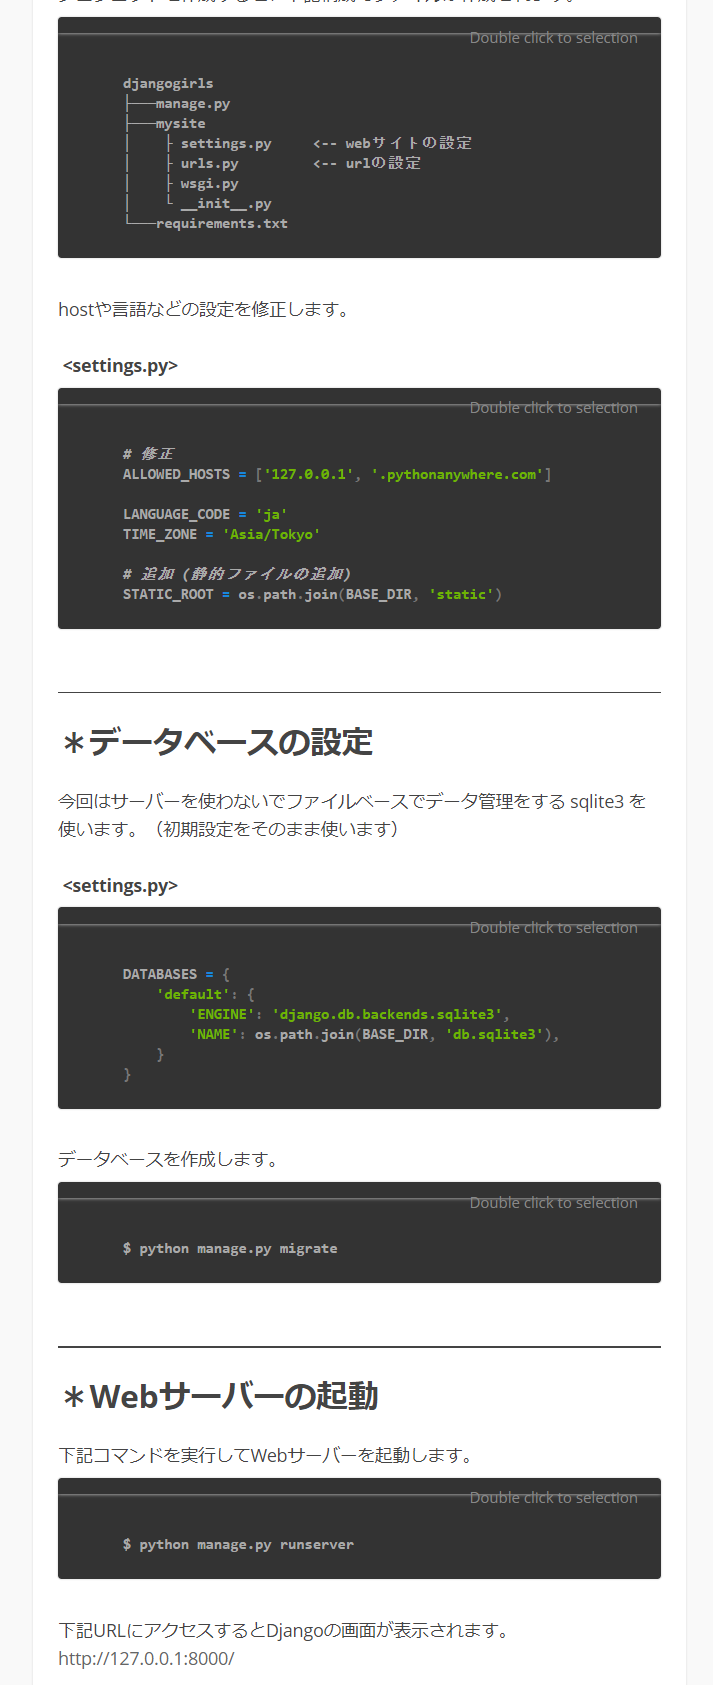 Double click to selection
djangogirls
├──manage.py
├──mysite
│   ├ settings.py     <-- webサイトの設定
│   ├ urls.py         <-- urlの設定
│   ├ wsgi.py
│   └ __init__.py
└──requirements.txt
hostや言語などの設定を修正します。
<settings.py>
Double click to selection
# 修正
ALLOWED_HOSTS = ['127.0.0.1', '.pythonanywhere.com']
LANGUAGE_CODE = 'ja'
TIME_ZONE = 'Asia/Tokyo'
# 追加 (静的ファイルの追加)
STATIC_ROOT = os.path.join(BASE_DIR, 'static')
＊データベースの設定
今回はサーバーを使わないでファイルベースでデータ管理をする sqlite3 を
使います。（初期設定をそのまま使います）
<settings.py>
Double click to selection
DATABASES = {
    'default': {
        'ENGINE': 'django.db.backends.sqlite3',
        'NAME': os.path.join(BASE_DIR, 'db.sqlite3'),
    }
}
データベースを作成します。
Double click to selection
$ python manage.py migrate
＊Webサーバーの起動
下記コマンドを実行してWebサーバーを起動します。
Double click to selection
$ python manage.py runserver
下記URLにアクセスするとDjangoの画面が表示されます。
http://127.0.0.1:8000/